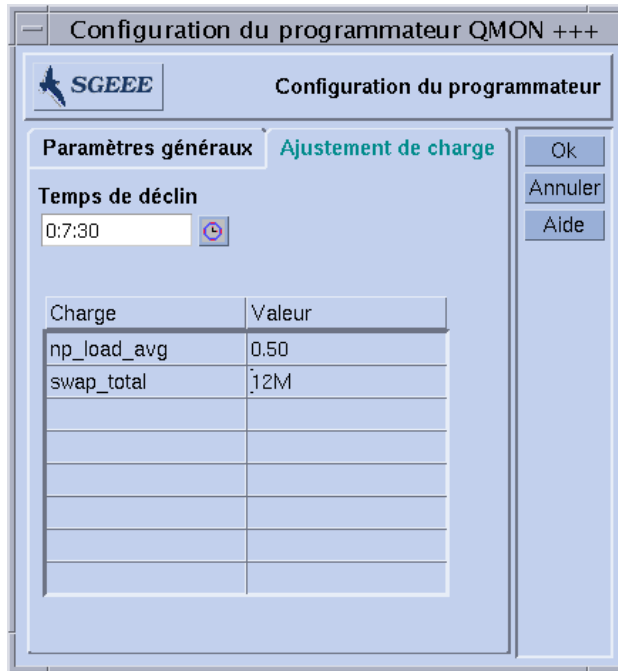 Configuration du programmateur QMON +++
SGEEE
Configuration du programmateur
Paramètres généraux
Ajustement de charge
Ok
Annuler
Aide
Temps de déclin
0:7:30
Charge Valeur
np_load_avg 0.50
swap_total 12M